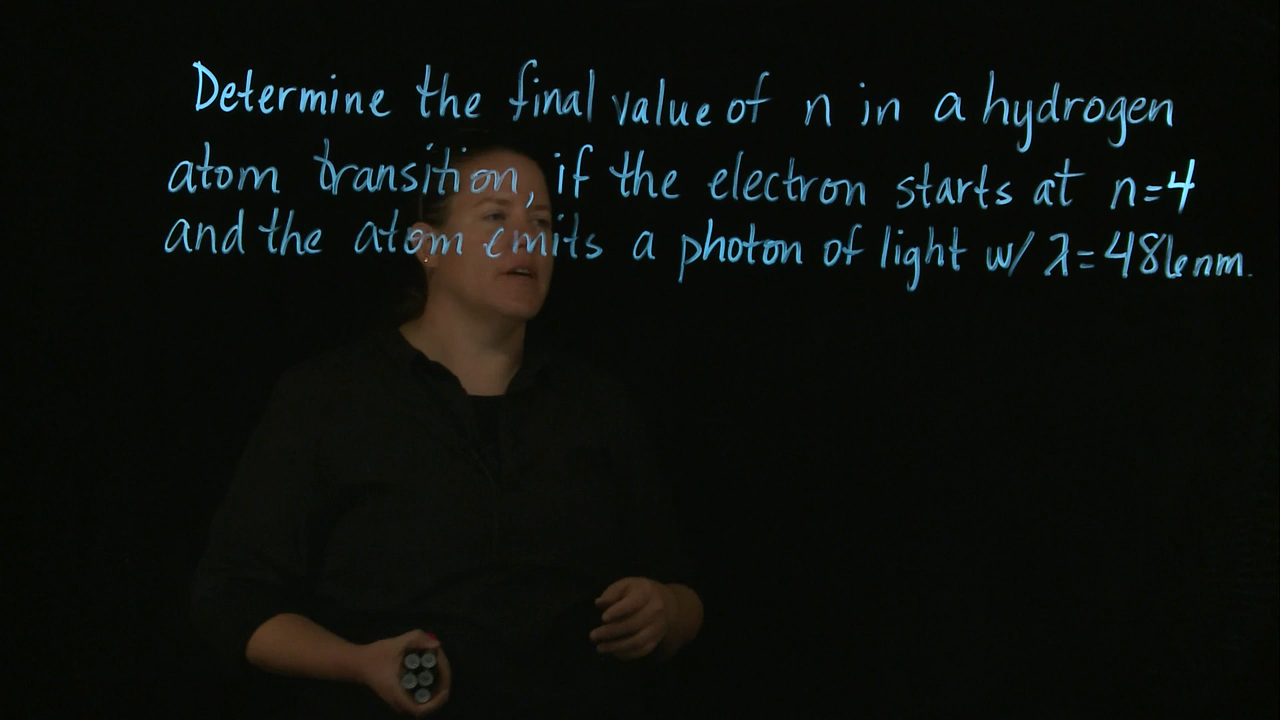 Determine the final value of n in a hydrogen
atom transition, if the electron starts at n=4
and the atom emits a photon of light w/ λ=486nm.